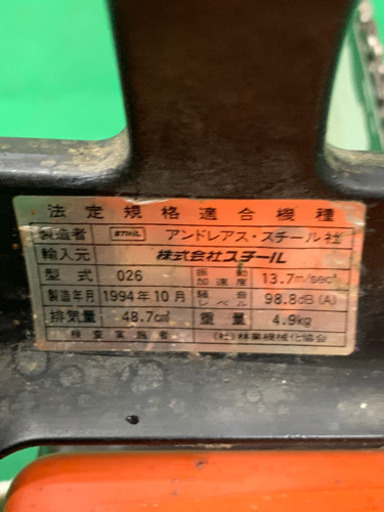 法定規格適合機種
製造者 STIHL アンドレアス・スチール社
輸入元 株式会社スチール
型式 026 振動加速度 13.7m/sec²
製造年月 1994年10月 騒音レベル 98.8dB(A)
排気量 48.7cm³ 重量 4.9kg
検査実施者 (社)林業機械化協会